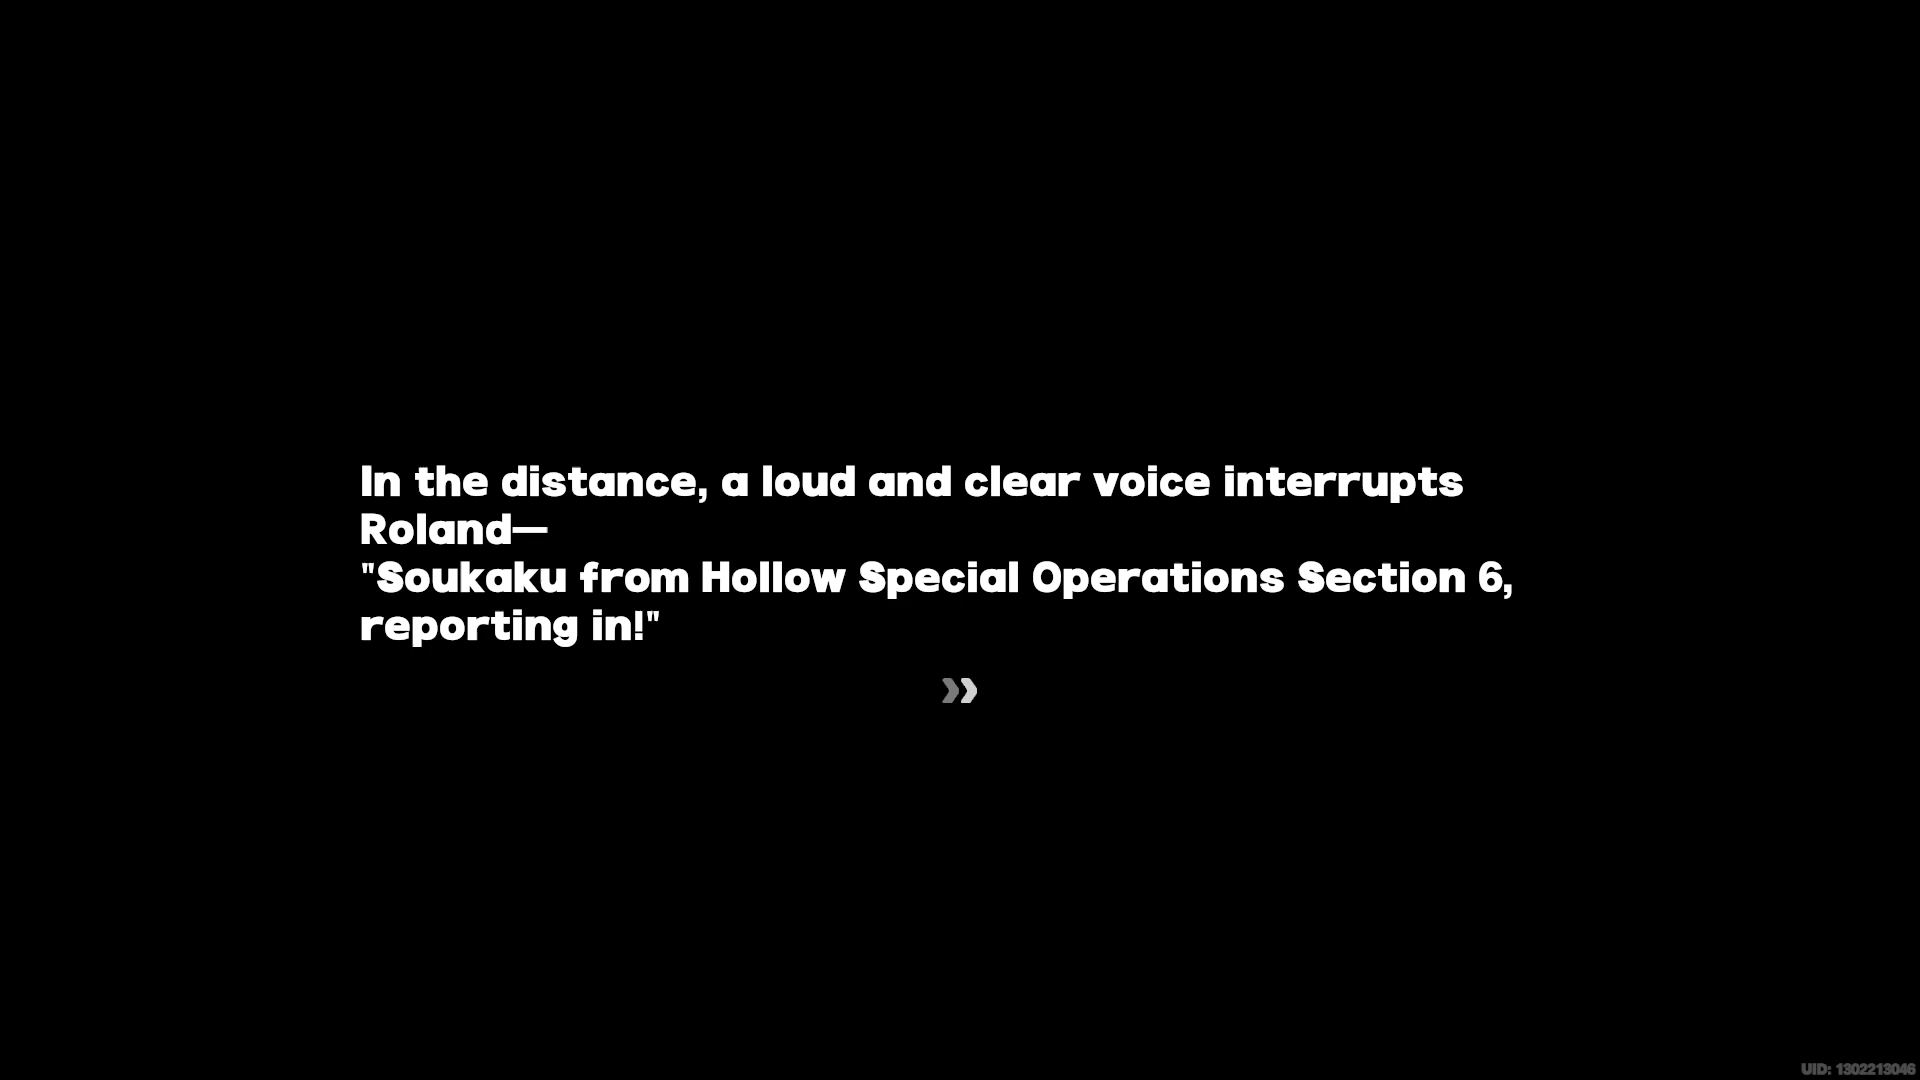 In the distance, a loud and clear voice interrupts
Roland—
"Soukaku from Hollow Special Operations Section 6,
reporting in!"
UID: 1302213046